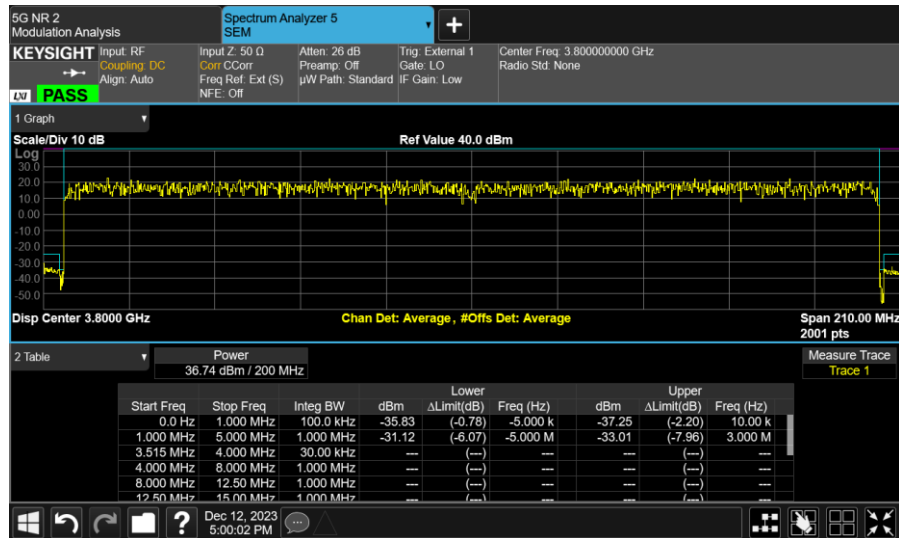 5G NR 2
Modulation Analysis
Spectrum Analyzer 5
SEM
+
KEYSIGHT
LXI PASS
Input: RF
Coupling: DC
Align: Auto
Input Z: 50 Ω
Corr CCorr
Freq Ref: Ext (S)
NFE: Off
Atten: 26 dB
Preamp: Off
µW Path: Standard
Trig: External 1
Gate: LO
IF Gain: Low
Center Freq: 3.800000000 GHz
Radio Std: None
1 Graph
Scale/Div 10 dB Ref Value 40.0 dBm
Log
30.0
20.0
10.0
0.00
-10.0
-20.0
-30.0
-40.0
-50.0
Disp Center 3.8000 GHz Chan Det: Average, #Offs Det: Average Span 210.00 MHz
2001 pts
2 Table Power Measure Trace
36.74 dBm / 200 MHz Trace 1
Lower Upper
Start Freq Stop Freq Integ BW dBm ΔLimit(dB) Freq (Hz) dBm ΔLimit(dB) Freq (Hz)
0.0 Hz 1.000 MHz 100.0 kHz -35.83 (-0.78) -5.000 k -37.25 (-2.20) 10.00 k
1.000 MHz 5.000 MHz 1.000 MHz -31.12 (-6.07) -5.000 M -33.01 (-7.96) 3.000 M
3.515 MHz 4.000 MHz 30.00 kHz --- (---) --- --- (---) ---
4.000 MHz 8.000 MHz 1.000 MHz --- (---) --- --- (---) ---
8.000 MHz 12.50 MHz 1.000 MHz --- (---) --- --- (---) ---
12.50 MHz 15.00 MHz 1.000 MHz --- (---) --- --- (---) ---
? Dec 12, 2023
5:00:02 PM